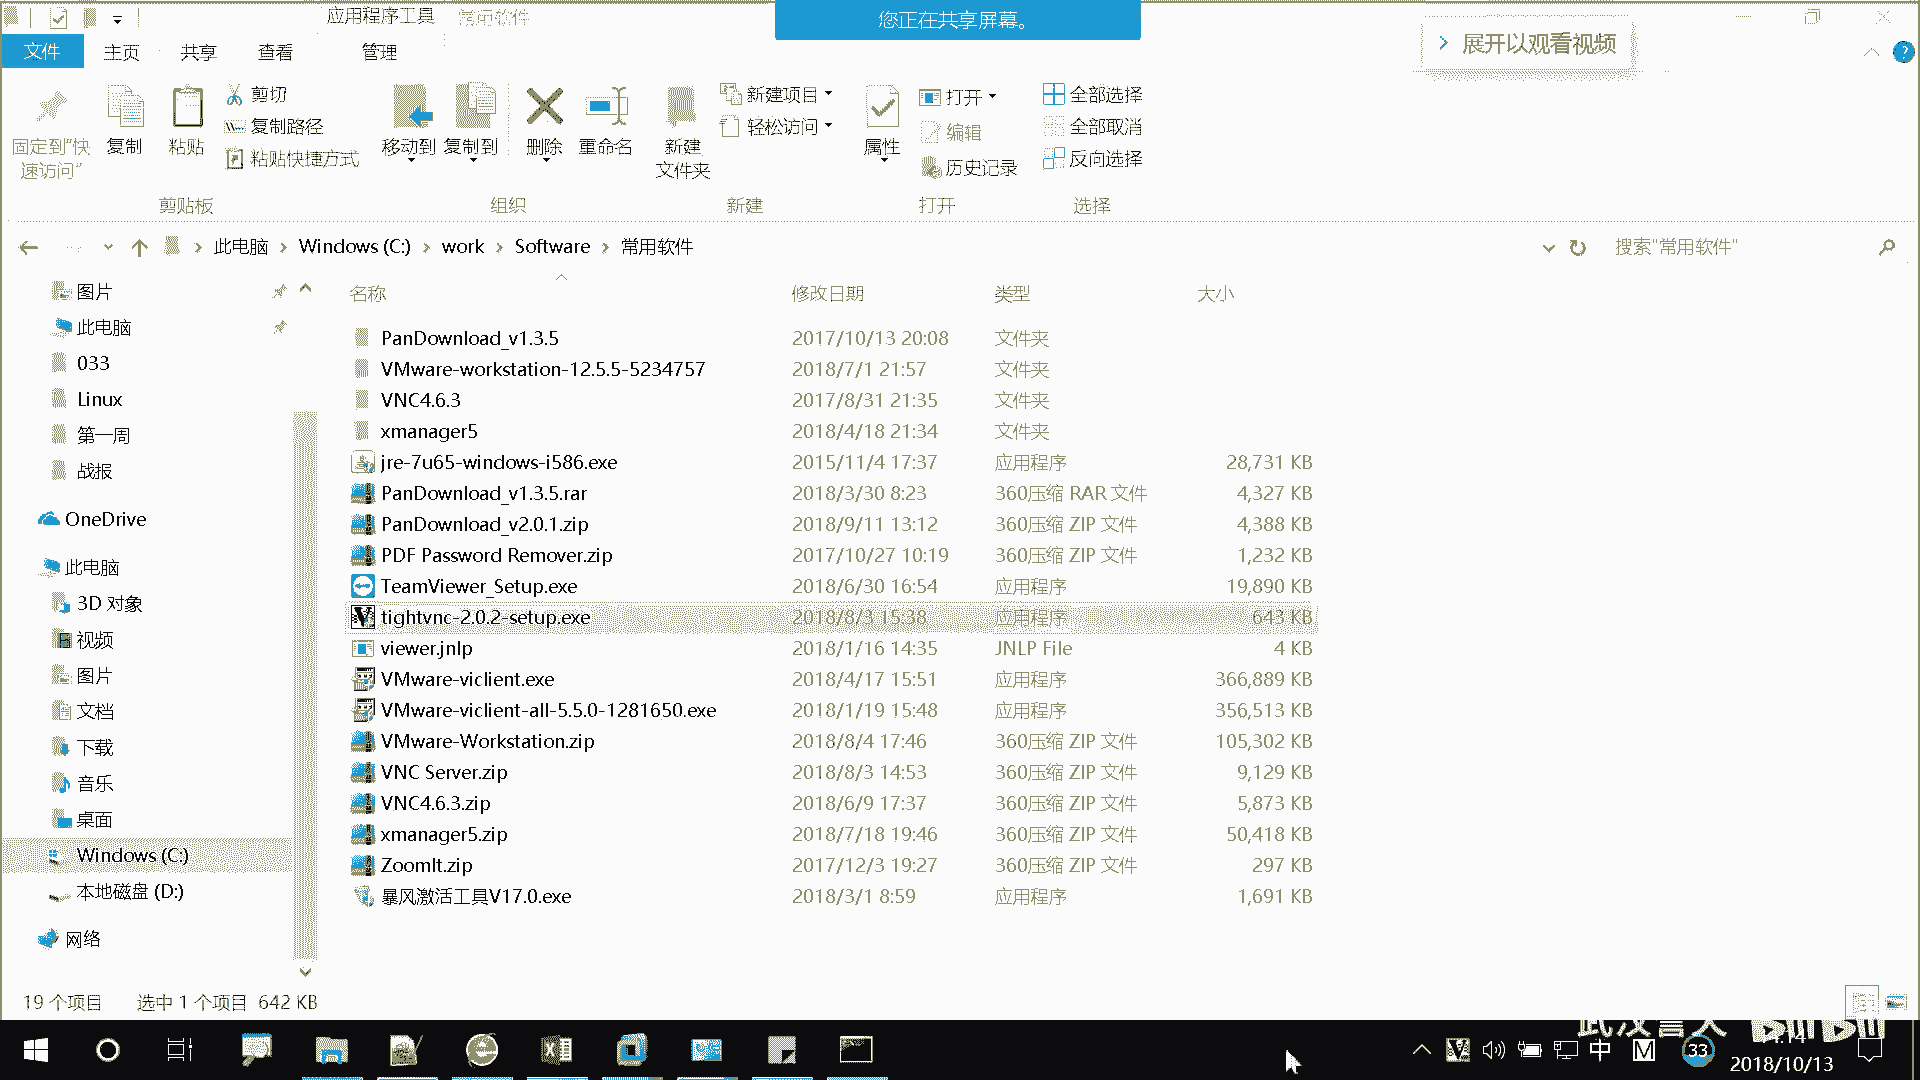 应用程序工具 常用软件
您正在共享屏幕。
展开以观看视频
文件 主页 共享 查看 管理
固定到"快速访问"
复制
粘贴
剪切
复制路径
粘贴快捷方式
移动到 复制到
删除 重命名
新建文件夹
新建项目
轻松访问
属性
打开
编辑
历史记录
全部选择
全部取消
反向选择
剪贴板 组织 新建 打开 选择
此电脑 › Windows (C:) › work › Software › 常用软件
搜索"常用软件"
名称 修改日期 类型 大小
图片
此电脑
033
Linux
第一周
战报
OneDrive
此电脑
3D 对象
视频
图片
文档
下载
音乐
桌面
Windows (C:)
本地磁盘 (D:)
网络
PanDownload_v1.3.5 2017/10/13 20:08 文件夹
VMware-workstation-12.5.5-5234757 2018/7/1 21:57 文件夹
VNC4.6.3 2017/8/31 21:35 文件夹
xmanager5 2018/4/18 21:34 文件夹
jre-7u65-windows-i586.exe 2015/11/4 17:37 应用程序 28,731 KB
PanDownload_v1.3.5.rar 2018/3/30 8:23 360压缩 RAR 文件 4,327 KB
PanDownload_v2.0.1.zip 2018/9/11 13:12 360压缩 ZIP 文件 4,388 KB
PDF Password Remover.zip 2017/10/27 10:19 360压缩 ZIP 文件 1,232 KB
TeamViewer_Setup.exe 2018/6/30 16:54 应用程序 19,890 KB
tightvnc-2.0.2-setup.exe 2018/8/3 15:38 应用程序 643 KB
viewer.jnlp 2018/1/16 14:35 JNLP File 4 KB
VMware-viclient.exe 2018/4/17 15:51 应用程序 366,889 KB
VMware-viclient-all-5.5.0-1281650.exe 2018/1/19 15:48 应用程序 356,513 KB
VMware-Workstation.zip 2018/8/4 17:46 360压缩 ZIP 文件 105,302 KB
VNC Server.zip 2018/8/3 14:53 360压缩 ZIP 文件 9,129 KB
VNC4.6.3.zip 2018/6/9 17:37 360压缩 ZIP 文件 5,873 KB
xmanager5.zip 2018/7/18 19:46 360压缩 ZIP 文件 50,418 KB
ZoomIt.zip 2017/12/3 19:27 360压缩 ZIP 文件 297 KB
暴风激活工具V17.0.exe 2018/3/1 8:59 应用程序 1,691 KB
19 个项目 选中 1 个项目 642 KB
中 M 33
2018/10/13